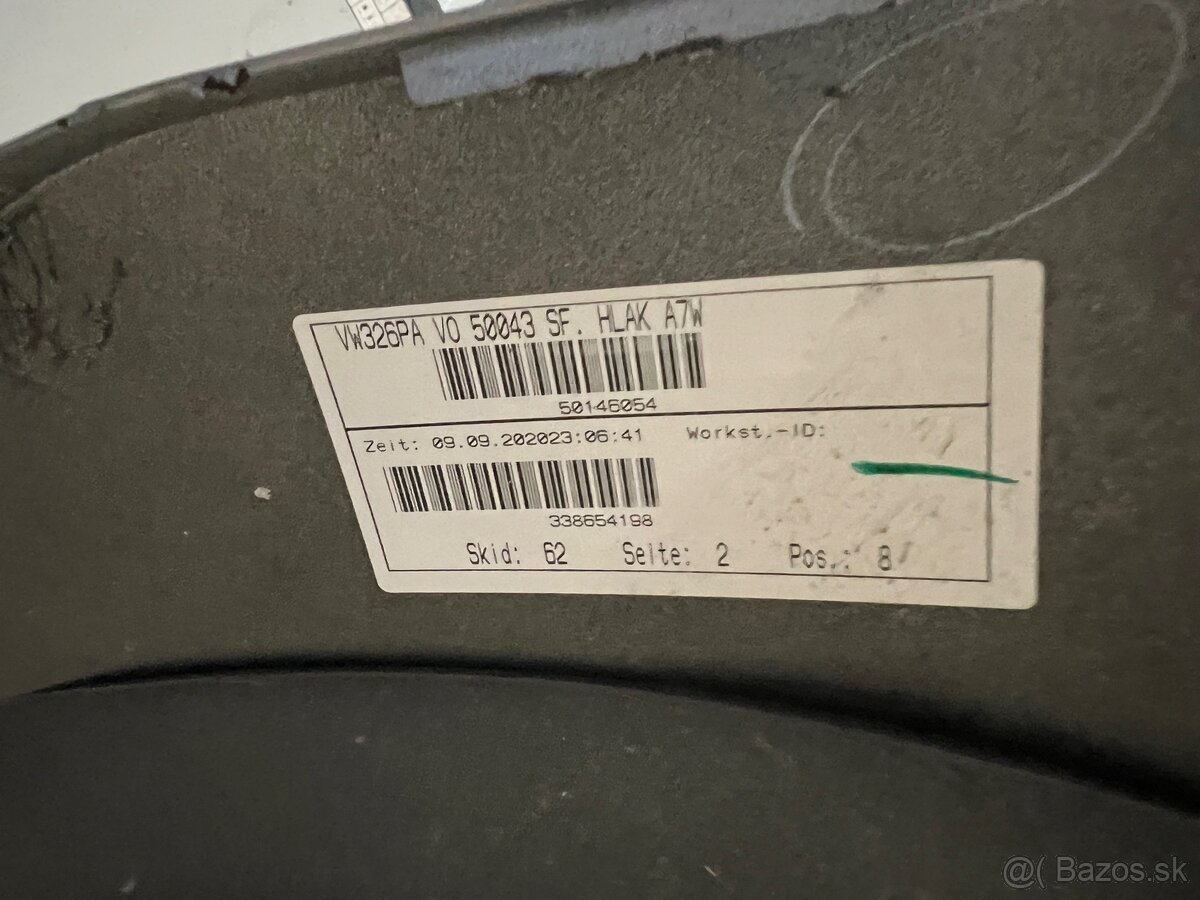 VW326PA VO 50043 SF. HLAK A7W
50146054
Zeit: 09.09.202023:06:41 Workst.-ID:
338654198
Skid: 62 Seite: 2 Pos.: 8
@( Bazos.sk